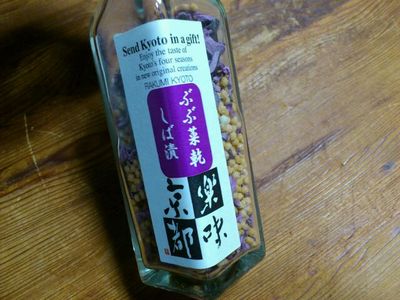 Send Kyoto in a gift!
Enjoy the taste of
Kyoto's four seasons
in new original creations
RAKUMI KYOTO
ぶぶ菜乾
しば漬
楽味
京都